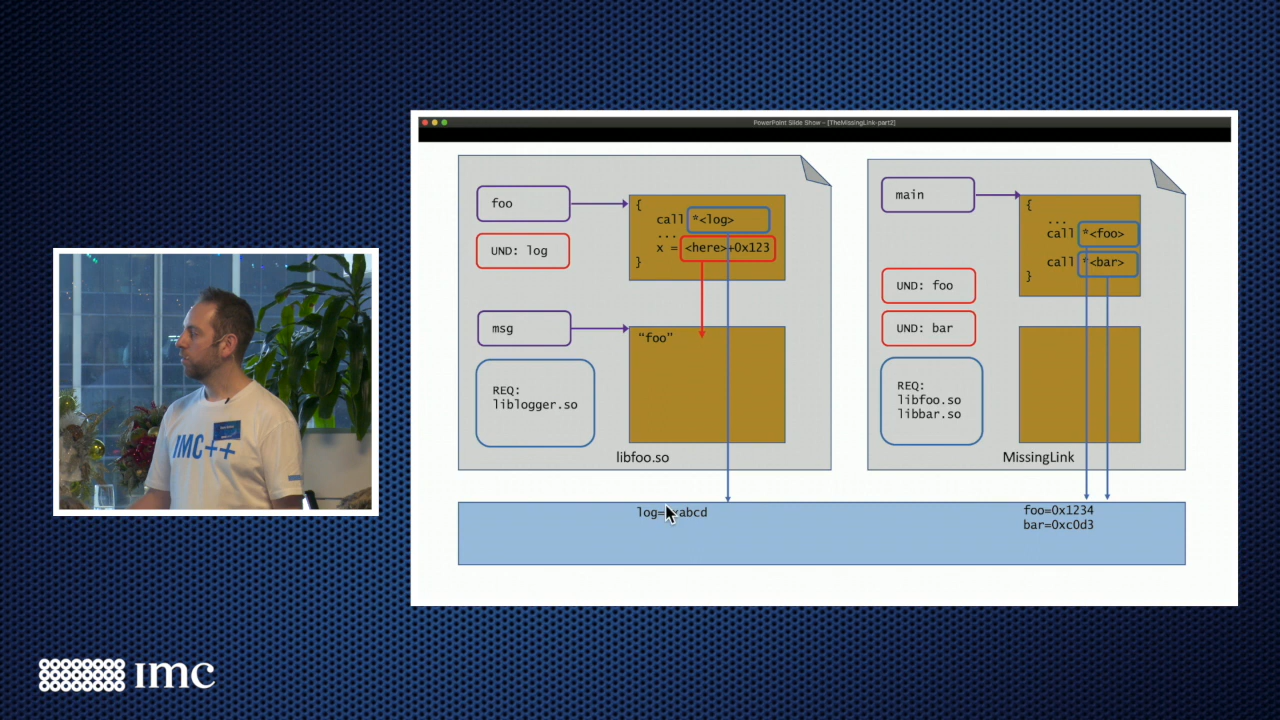 PowerPoint Slide Show - [TheMissingLink-part2]
foo
UND: log
{
call *<log>
...
x = <here>+0x123
}
msg
"foo"
REQ:
liblogger.so
libfoo.so
main
{
...
call *<foo>
call *<bar>
}
UND: foo
UND: bar
REQ:
libfoo.so
libbar.so
MissingLink
foo=0x1234
bar=0xc0d3
IMC++
imc